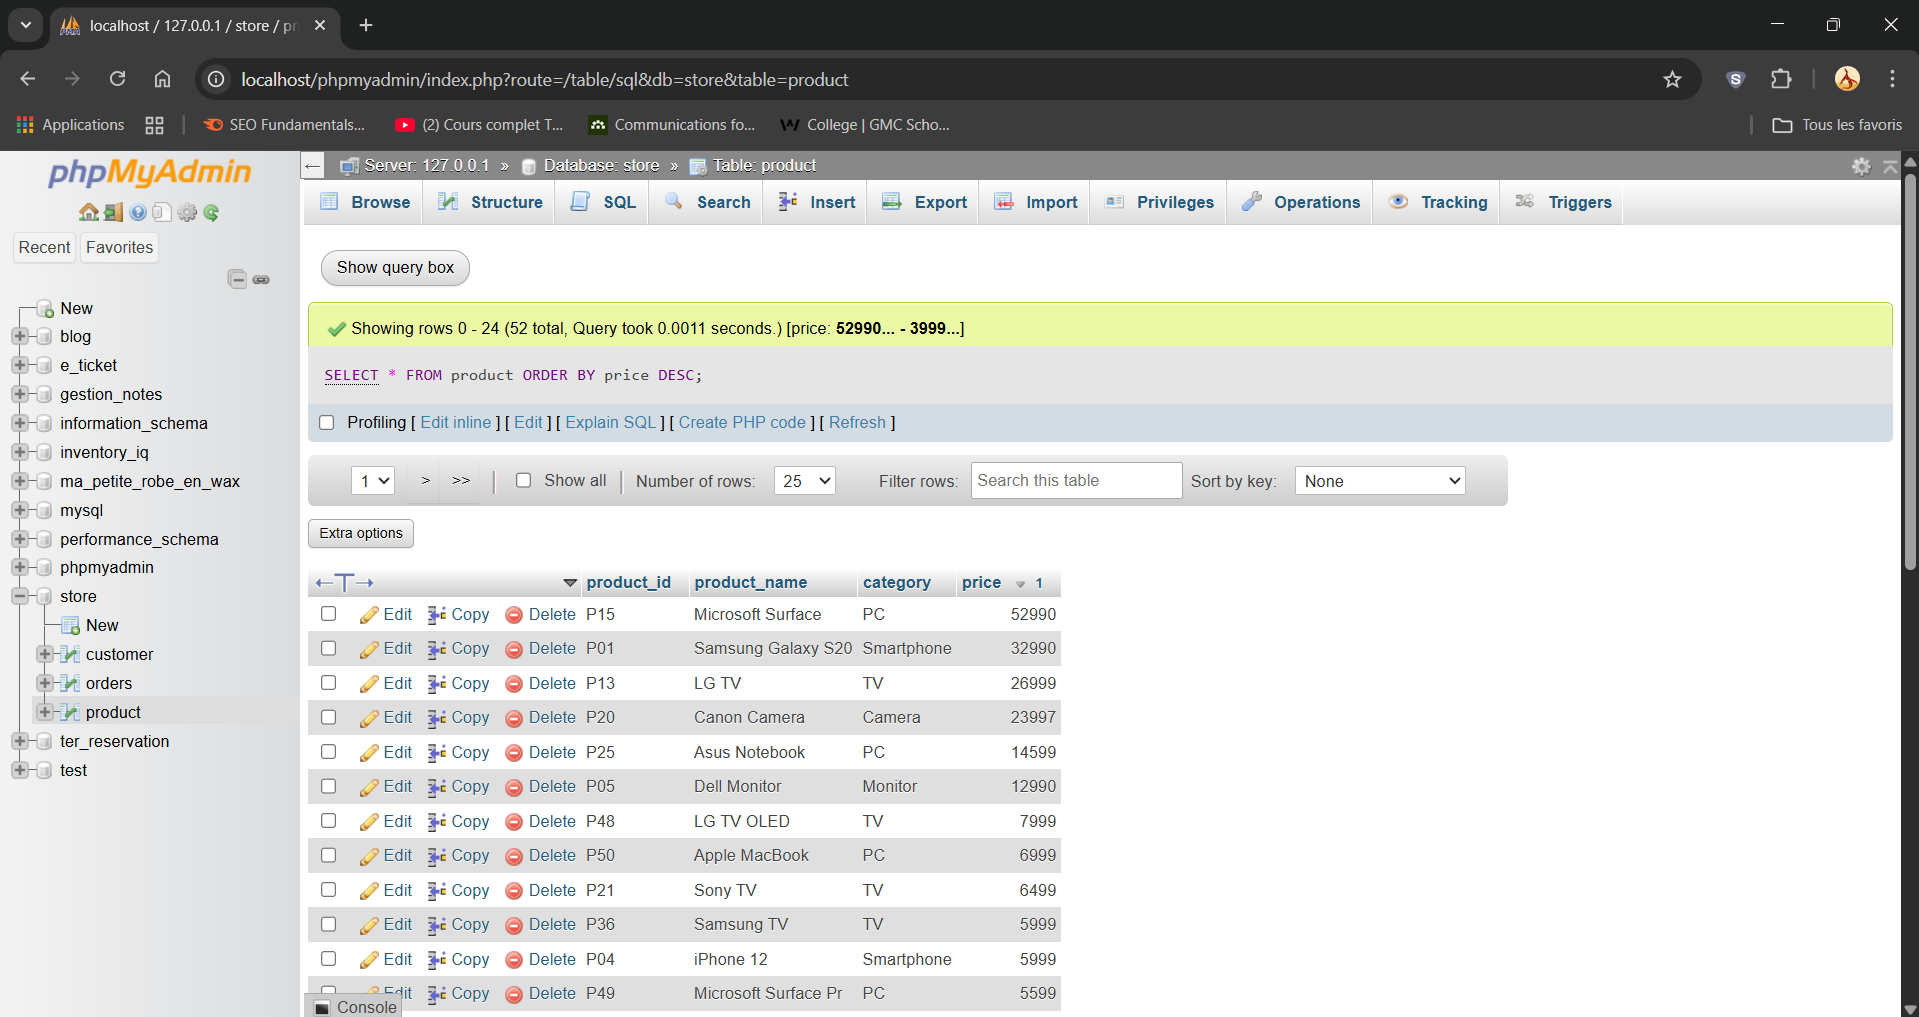 localhost / 127.0.0.1 / store / pr
localhost/phpmyadmin/index.php?route=/table/sql&db=store&table=product
Applications SEO Fundamentals... (2) Cours complet T... Communications fo... College | GMC Scho... Tous les favoris
phpMyAdmin
Recent Favorites
New
blog
e_ticket
gestion_notes
information_schema
inventory_iq
ma_petite_robe_en_wax
mysql
performance_schema
phpmyadmin
store
New
customer
orders
product
ter_reservation
test
Server: 127.0.0.1 » Database: store » Table: product
Browse Structure SQL Search Insert Export Import Privileges Operations Tracking Triggers
Show query box
Showing rows 0 - 24 (52 total, Query took 0.0011 seconds.) [price: 52990... - 3999...]
SELECT * FROM product ORDER BY price DESC;
Profiling [ Edit inline ] [ Edit ] [ Explain SQL ] [ Create PHP code ] [ Refresh ]
1 > >> Show all Number of rows: 25 Filter rows: Search this table Sort by key: None
Extra options
←T→ product_id product_name category price 1
Edit Copy Delete P15 Microsoft Surface PC 52990
Edit Copy Delete P01 Samsung Galaxy S20 Smartphone 32990
Edit Copy Delete P13 LG TV TV 26999
Edit Copy Delete P20 Canon Camera Camera 23997
Edit Copy Delete P25 Asus Notebook PC 14599
Edit Copy Delete P05 Dell Monitor Monitor 12990
Edit Copy Delete P48 LG TV OLED TV 7999
Edit Copy Delete P50 Apple MacBook PC 6999
Edit Copy Delete P21 Sony TV TV 6499
Edit Copy Delete P36 Samsung TV TV 5999
Edit Copy Delete P04 iPhone 12 Smartphone 5999
Edit Copy Delete P49 Microsoft Surface Pr PC 5599
Console